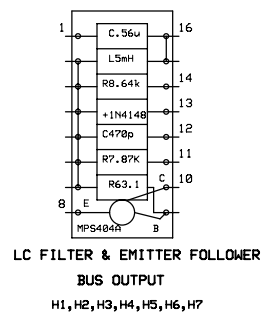 1 C.56u 16
L5mH
R8.64k 14
+1N4148 13
C470p 12
R7.87K 11
R63.1 C 10
8 E
MPS404A B
LC FILTER & EMITTER FOLLOWER
BUS OUTPUT
H1,H2,H3,H4,H5,H6,H7